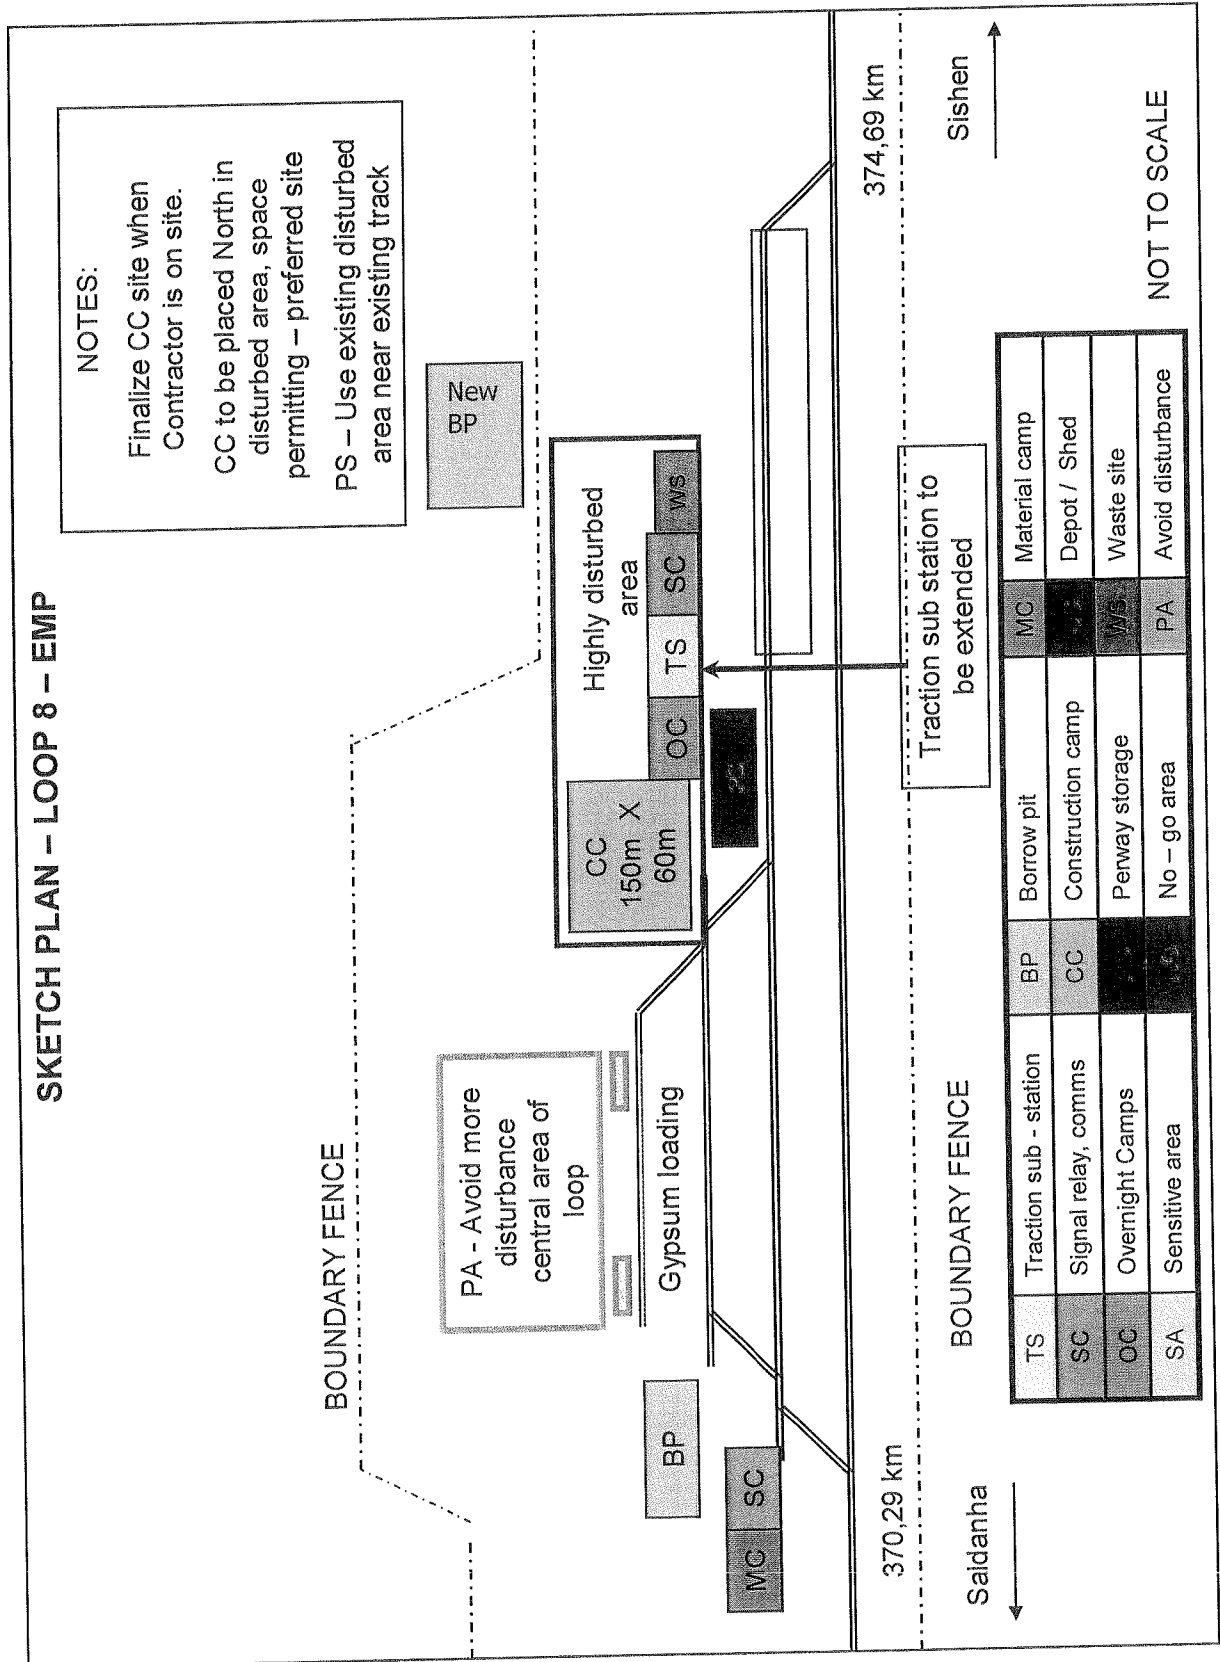 SKETCH PLAN – LOOP 8 – EMP
NOTES:
Finalize CC site when
Contractor is on site.
CC to be placed North in
disturbed area, space
permitting – preferred site
PS – Use existing disturbed
area near existing track
BOUNDARY FENCE
New
BP
PA - Avoid more
disturbance
central area of
loop
Highly disturbed
area
CC
150m X
60m
OC
TS
SC
ws
Gypsum loading
BP
MC
SC
370,29 km
374,69 km
Traction sub station to
be extended
BOUNDARY FENCE
Saldanha
Sishen
TS Traction sub - station BP Borrow pit MC Material camp
SC Signal relay, comms CC Construction camp Depot / Shed
OC Overnight Camps Perway storage Ws Waste site
SA Sensitive area No – go area PA Avoid disturbance
NOT TO SCALE